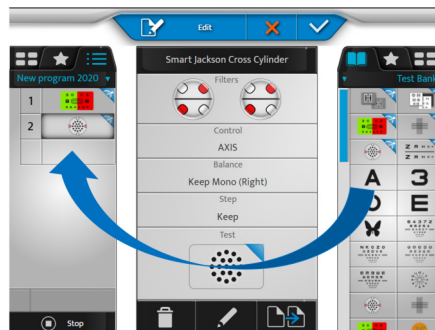 Edit
New program 2020
1
2
Stop
Smart Jackson Cross Cylinder
Filters
Control
AXIS
Balance
Keep Mono (Right)
Step
Keep
Test
Test Bank
A
3
E